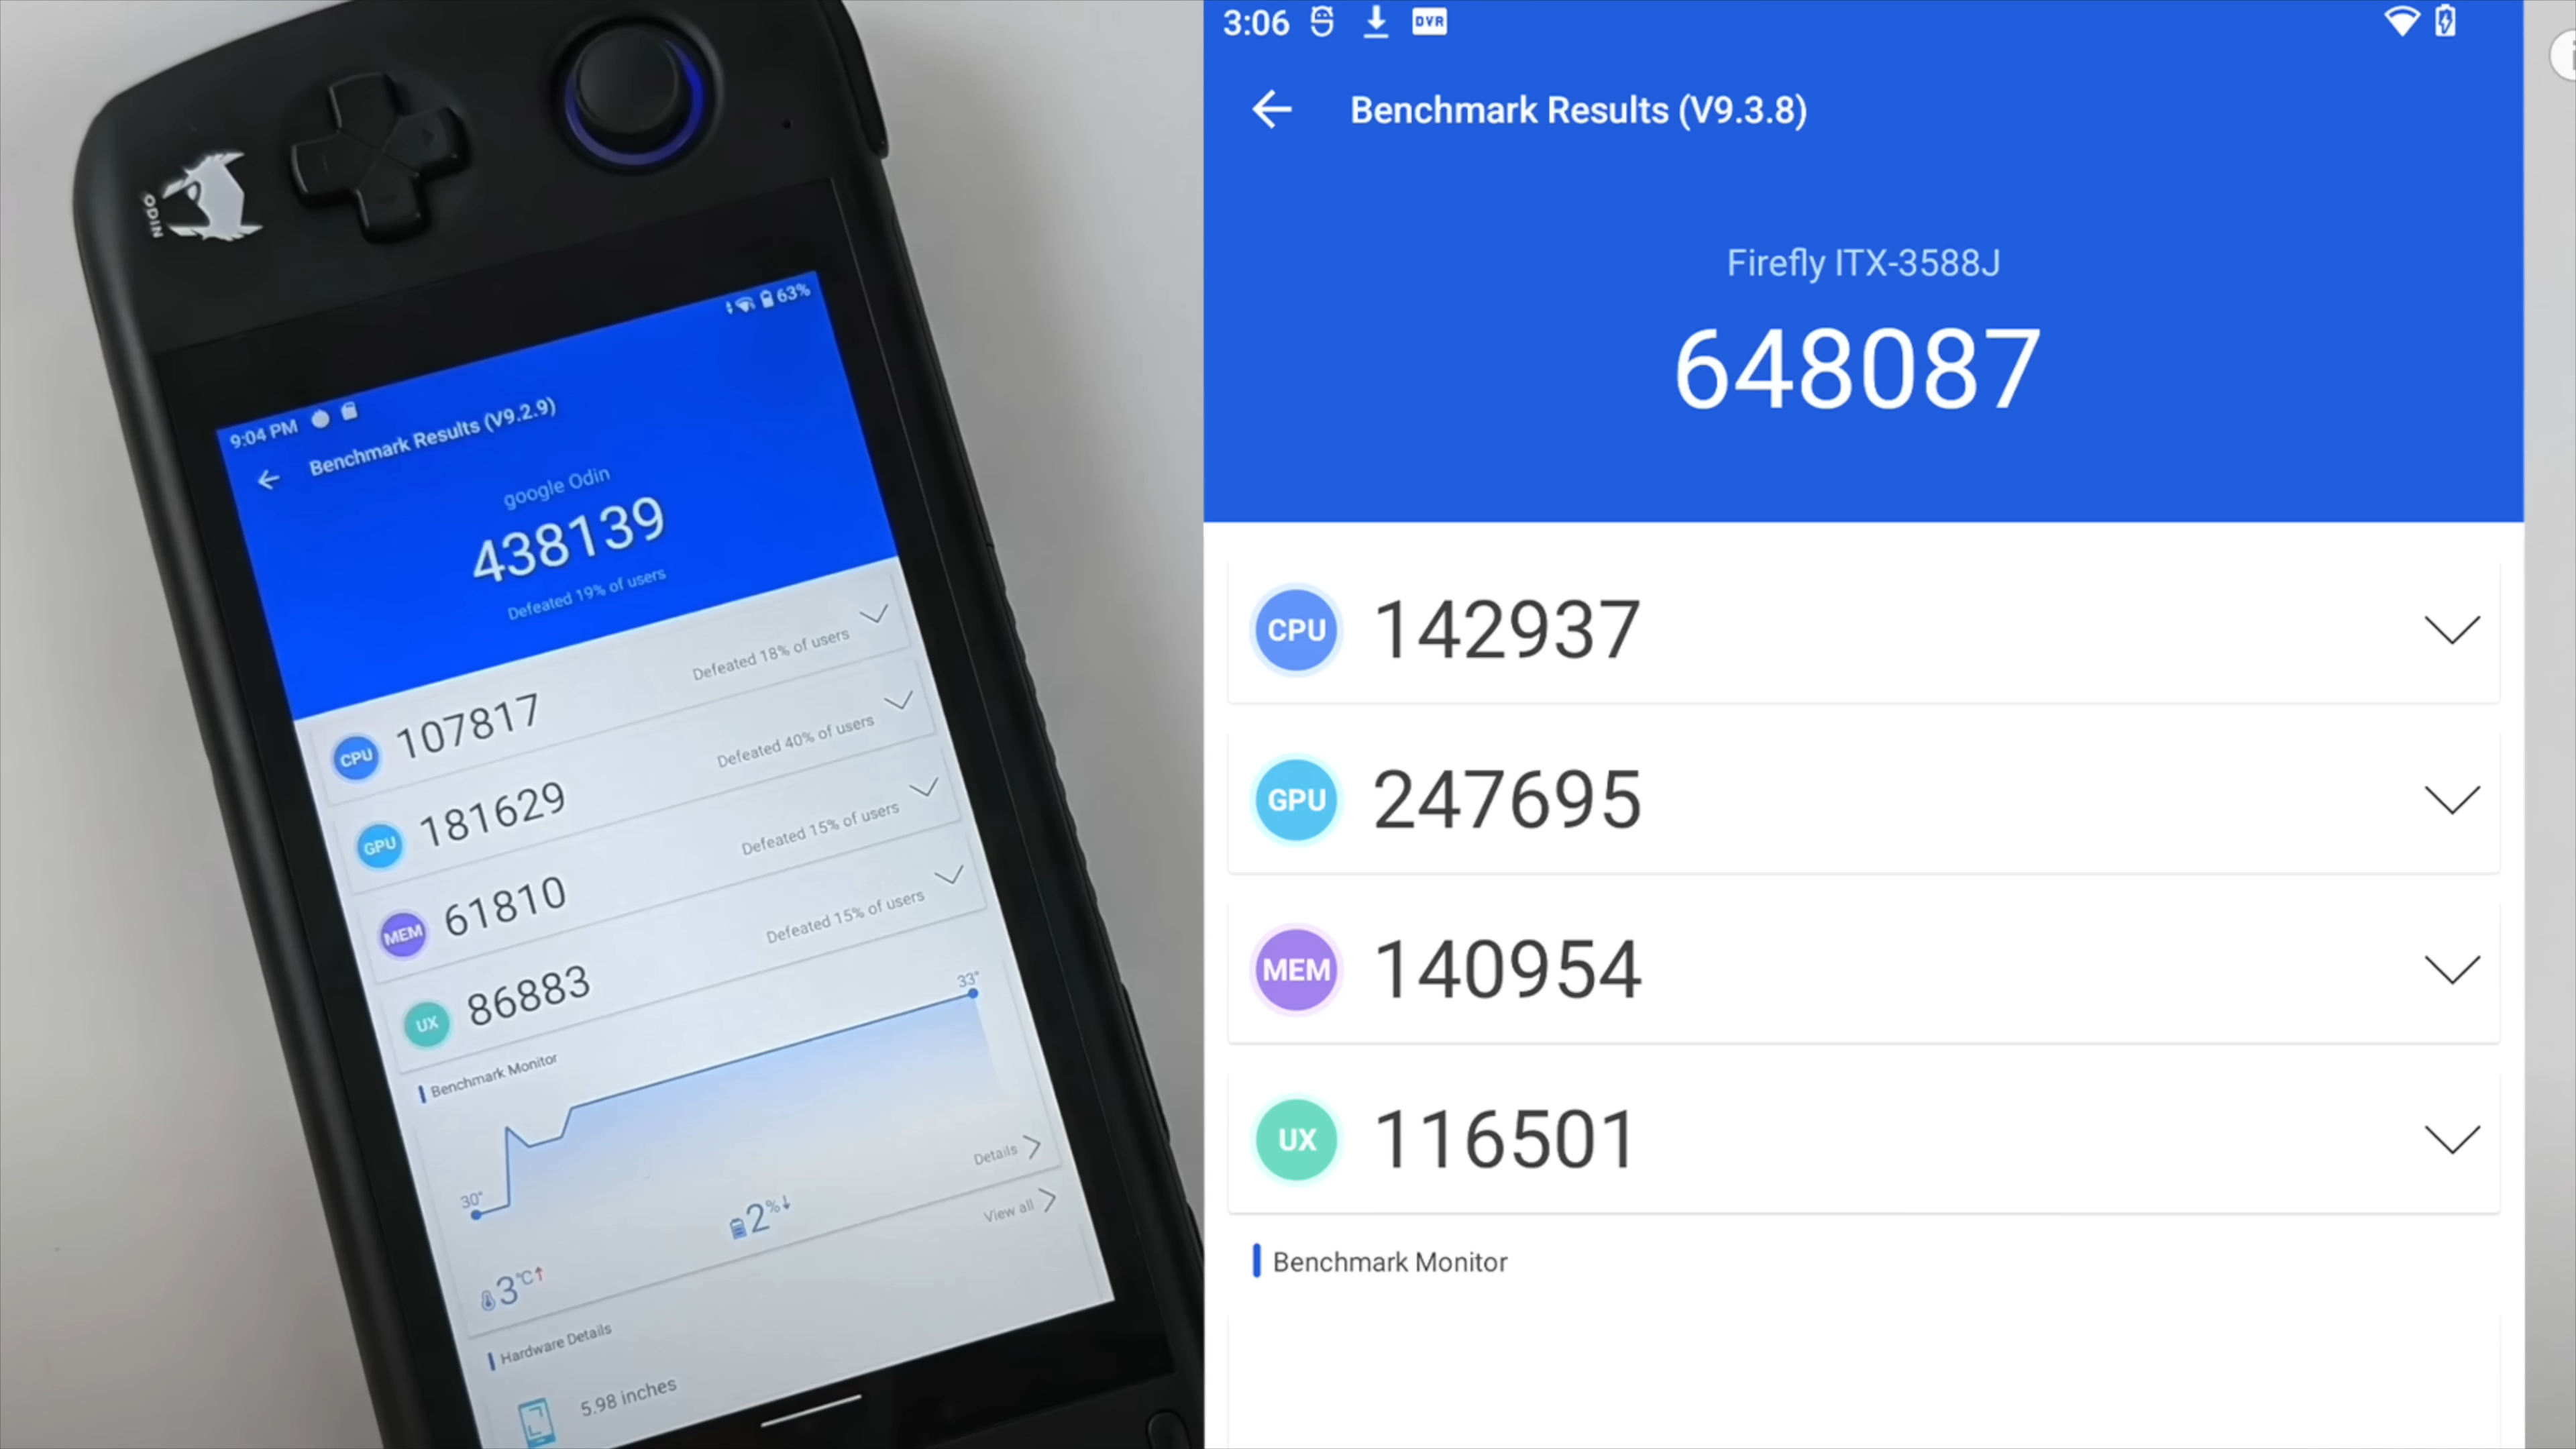 ODIN
9:04 PM
63%
Benchmark Results (V9.2.9)
google Odin
438139
Defeated 19% of users
CPU 107817 Defeated 18% of users
GPU 181629 Defeated 40% of users
MEM 61810 Defeated 15% of users
UX 86883 Defeated 15% of users
Benchmark Monitor
33°
30°
Details
3°C↑
2%↓
View all
Hardware Details
5.98 inches
3:06 DVR
Benchmark Results (V9.3.8)
Firefly ITX-3588J
648087
CPU 142937
GPU 247695
MEM 140954
UX 116501
Benchmark Monitor